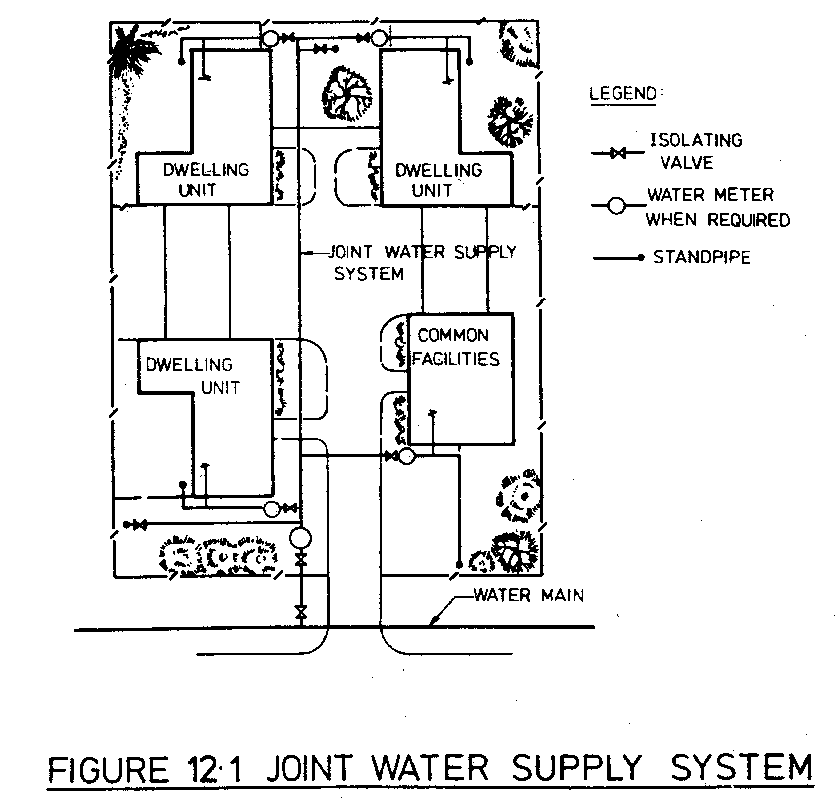 LEGEND:
ISOLATING
VALVE
WATER METER
WHEN REQUIRED
STANDPIPE
DWELLING
UNIT
DWELLING
UNIT
JOINT WATER SUPPLY
SYSTEM
DWELLING
UNIT
COMMON
FACILITIES
WATER MAIN
FIGURE 12·1 JOINT WATER SUPPLY SYSTEM